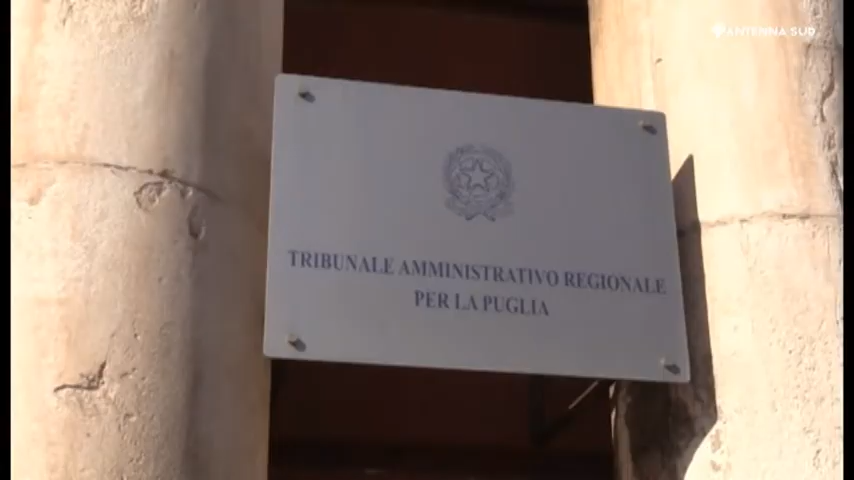 ANTENNA SUD
TRIBUNALE AMMINISTRATIVO REGIONALE
PER LA PUGLIA